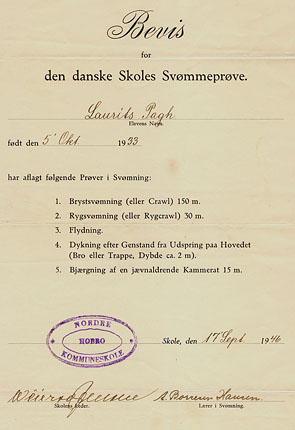 Bevis
for
den danske Skoles Svømmeprøve.
Laurits Pagh
Elevens Navn.
født den 5' Okt. 1933
har aflagt følgende Prøver i Svømning:
1. Brystsvømning (eller Crawl) 150 m.
2. Rygsvømning (eller Rygcrawl) 30 m.
3. Flydning.
4. Dykning efter Genstand fra Udspring paa Hovedet
(Bro eller Trappe, Dybde ca. 2 m).
5. Bjærgning af en jævnaldrende Kammerat 15 m.
NORDRE
HOBRO
KOMMUNESKOLE
Skole, den 17 Sept 1946
Hansen
Skolens Leder.
Lærer i Svømning.